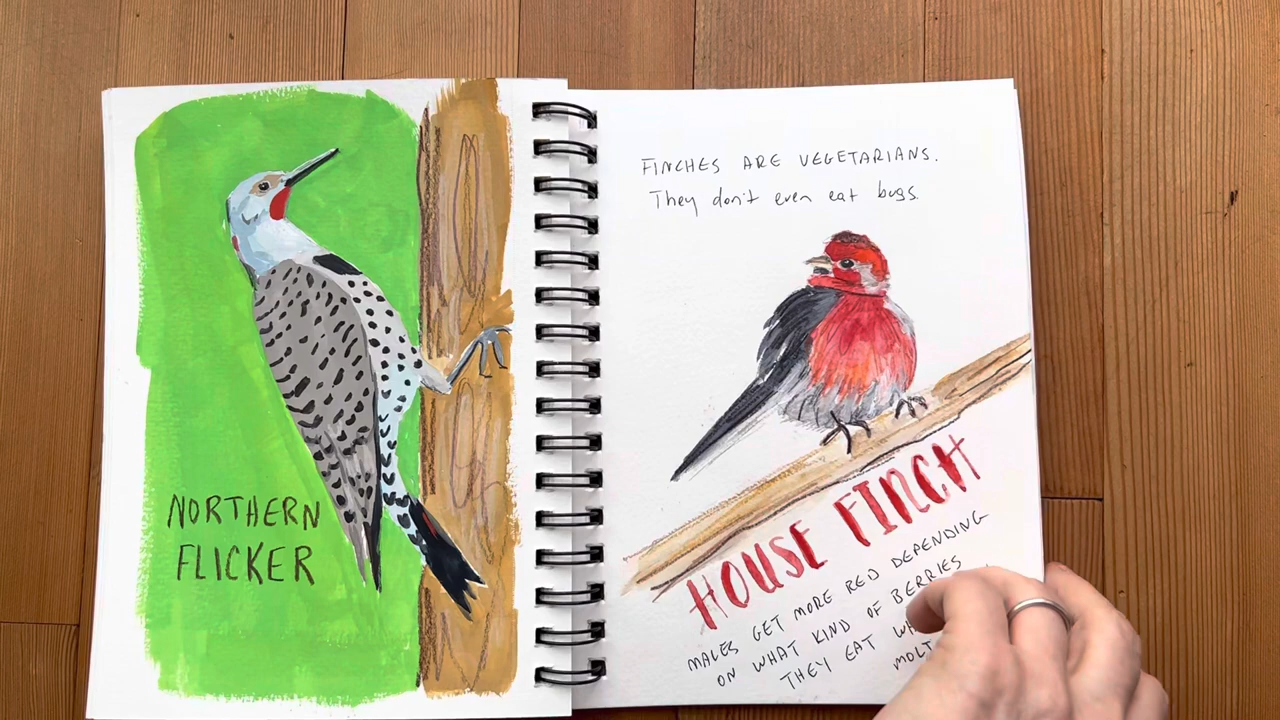 NORTHERN
FLICKER
FINCHES ARE VEGETARIANS.
They don't even eat bugs.
HOUSE FINCH
MALES GET MORE RED DEPENDING
ON WHAT KIND OF BERRIES
THEY EAT